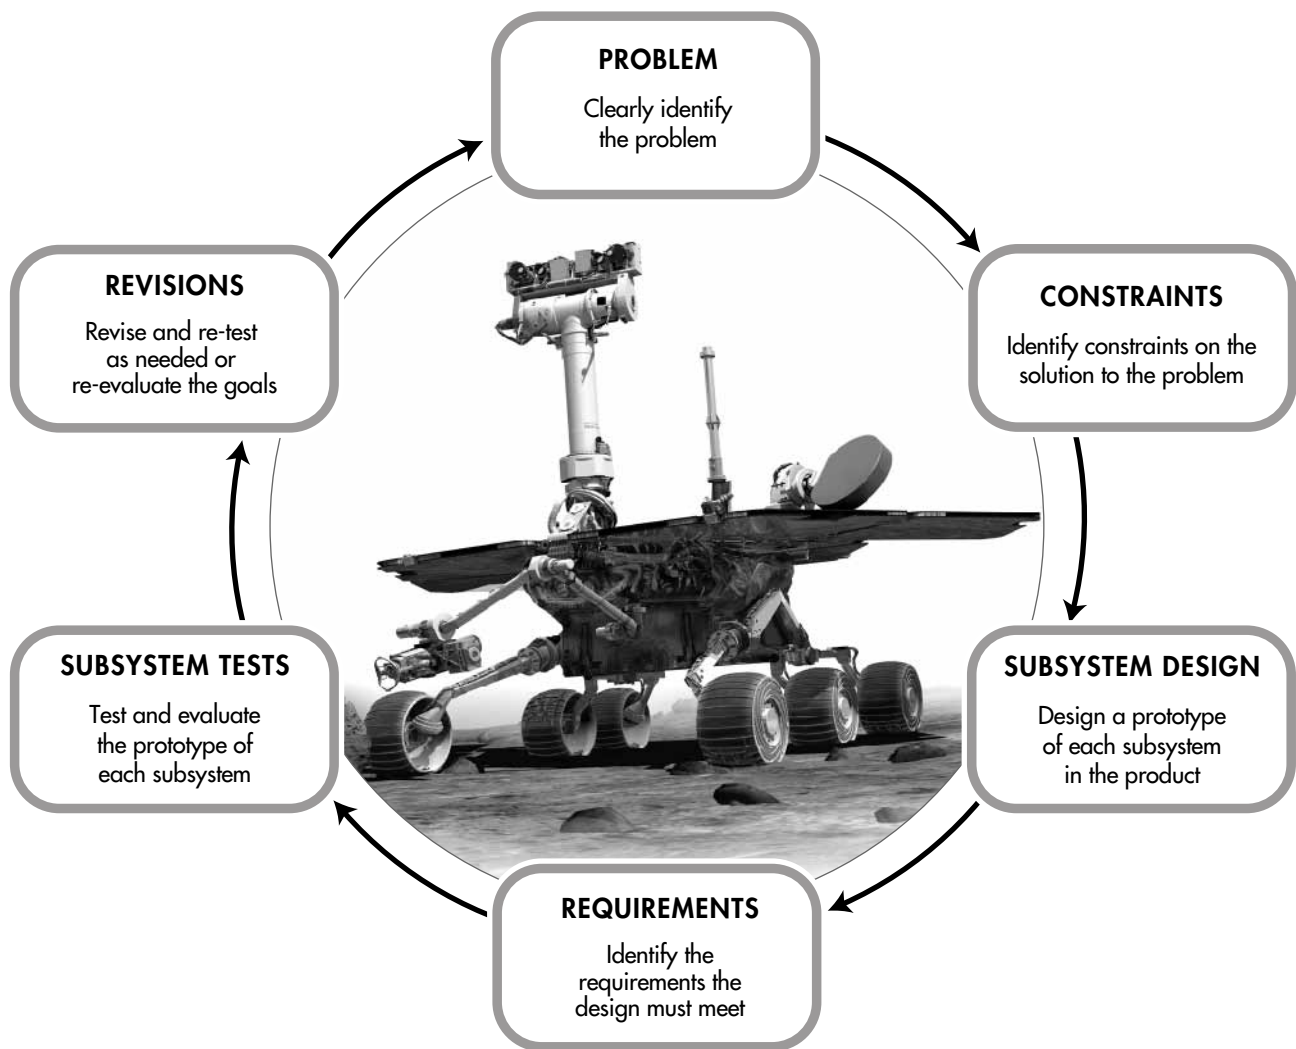 PROBLEM
Clearly identify
the problem
CONSTRAINTS
Identify constraints on the
solution to the problem
SUBSYSTEM DESIGN
Design a prototype
of each subsystem
in the product
REQUIREMENTS
Identify the
requirements the
design must meet
SUBSYSTEM TESTS
Test and evaluate
the prototype of
each subsystem
REVISIONS
Revise and re-test
as needed or
re-evaluate the goals